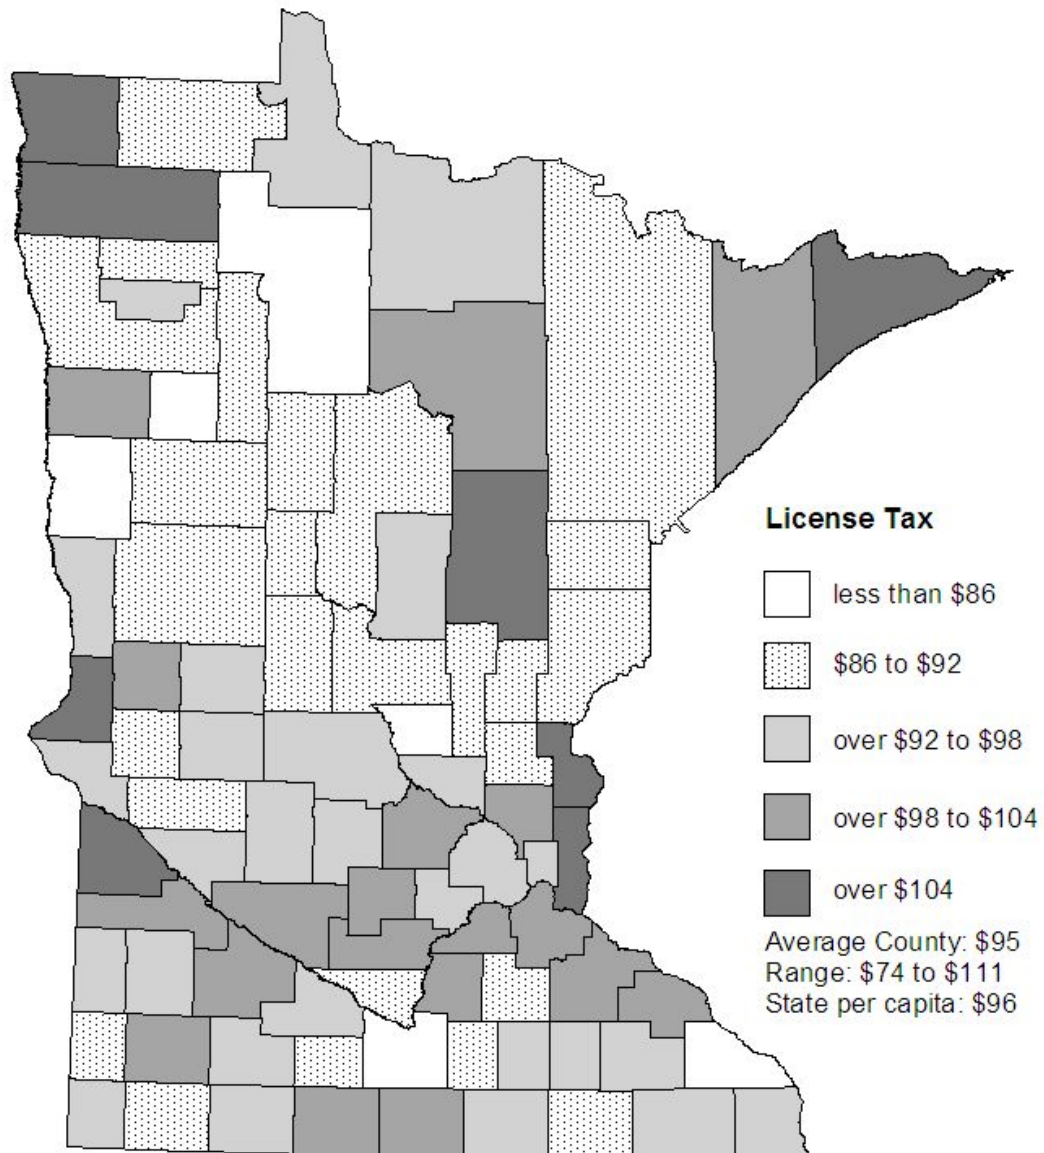 License Tax
less than $86
$86 to $92
over $92 to $98
over $98 to $104
over $104
Average County: $95
Range: $74 to $111
State per capita: $96